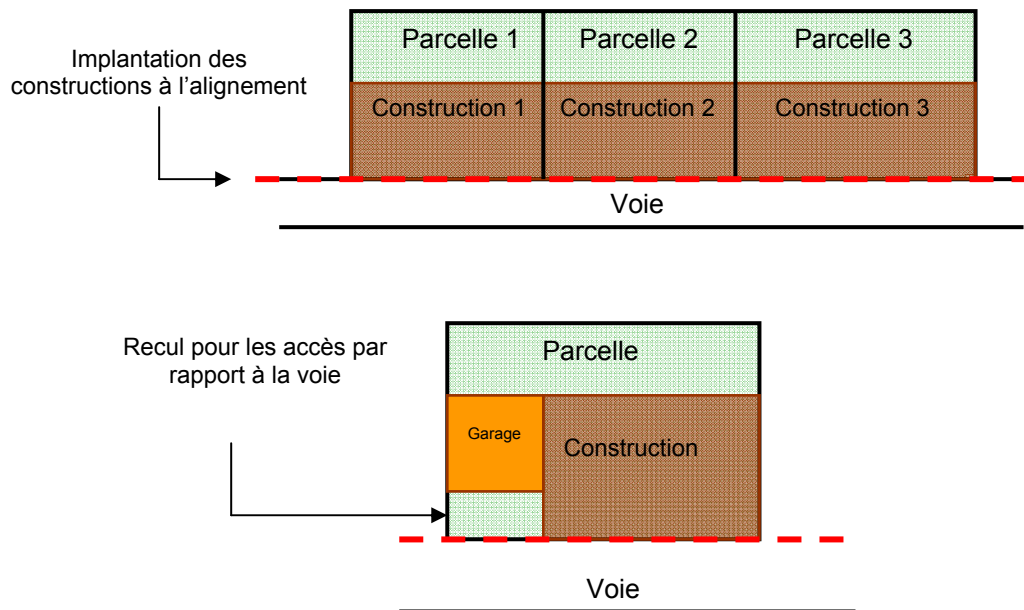 Parcelle 1
Parcelle 2
Parcelle 3
Implantation des
constructions à l'alignement
Construction 1
Construction 2
Construction 3
Voie
Recul pour les accès par
rapport à la voie
Parcelle
Garage
Construction
Voie